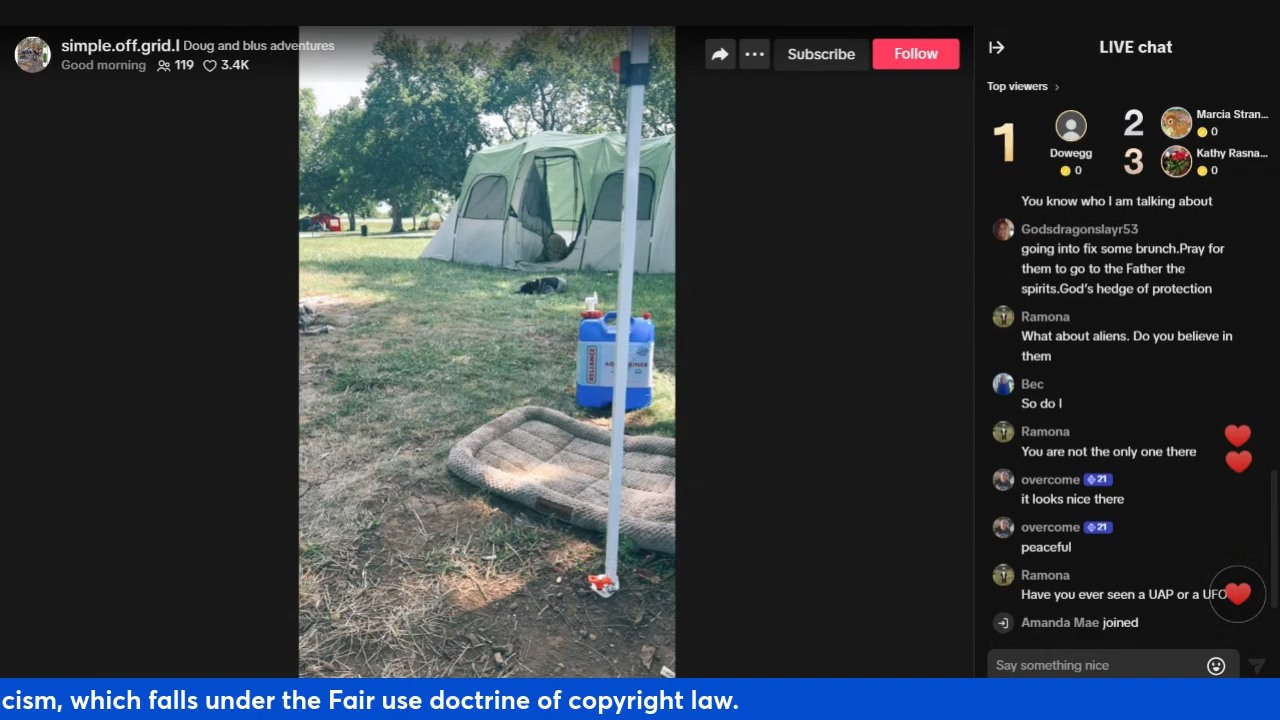 simple.off.grid.l Doug and blus adventures
Good morning 119 3.4K
Subscribe
Follow
LIVE chat
Top viewers
1
Dowegg
0
2
Marcia Stran...
0
3
Kathy Rasna...
0
You know who I am talking about
Godsdragonslayr53
going into fix some brunch.Pray for
them to go to the Father the
spirits.God's hedge of protection
Ramona
What about aliens. Do you believe in
them
Bec
So do I
Ramona
You are not the only one there
overcome 21
it looks nice there
overcome 21
peaceful
Ramona
Have you ever seen a UAP or a UFO
Amanda Mae joined
Say something nice
RELIANCE
cism, which falls under the Fair use doctrine of copyright law.